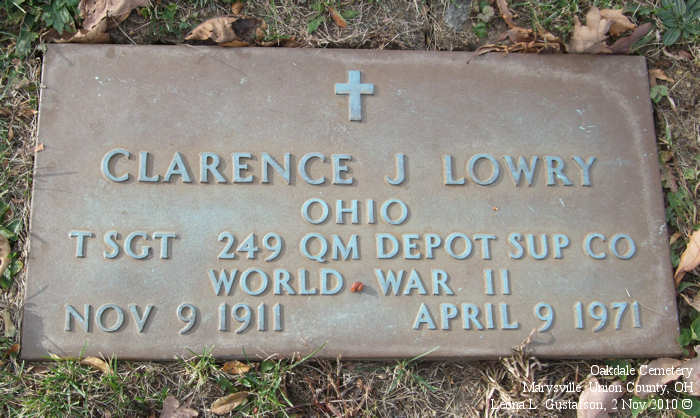 CLARENCE J LOWRY
OHIO
T SGT 249 QM DEPOT SUP CO
WORLD WAR II
NOV 9 1911 APRIL 9 1971
Oakdale Cemetery
Marysville, Union County, OH
Leona L. Gustafson, 2 Nov 2010 ©